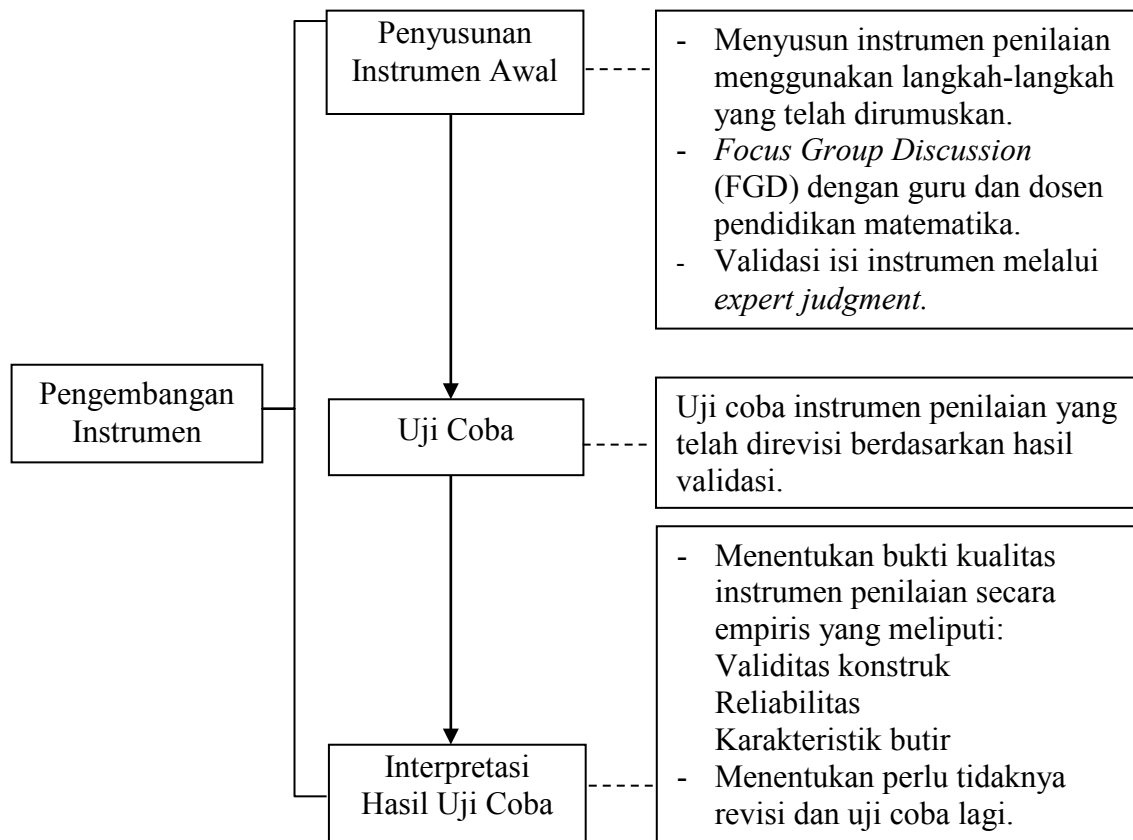 Penyusunan
Instrumen Awal
- Menyusun instrumen penilaian
menggunakan langkah-langkah
yang telah dirumuskan.
- Focus Group Discussion
(FGD) dengan guru dan dosen
pendidikan matematika.
- Validasi isi instrumen melalui
expert judgment.
Pengembangan
Instrumen
Uji Coba
Uji coba instrumen penilaian yang
telah direvisi berdasarkan hasil
validasi.
- Menentukan bukti kualitas
instrumen penilaian secara
empiris yang meliputi:
Validitas konstruk
Reliabilitas
Karakteristik butir
- Menentukan perlu tidaknya
revisi dan uji coba lagi.
Interpretasi
Hasil Uji Coba